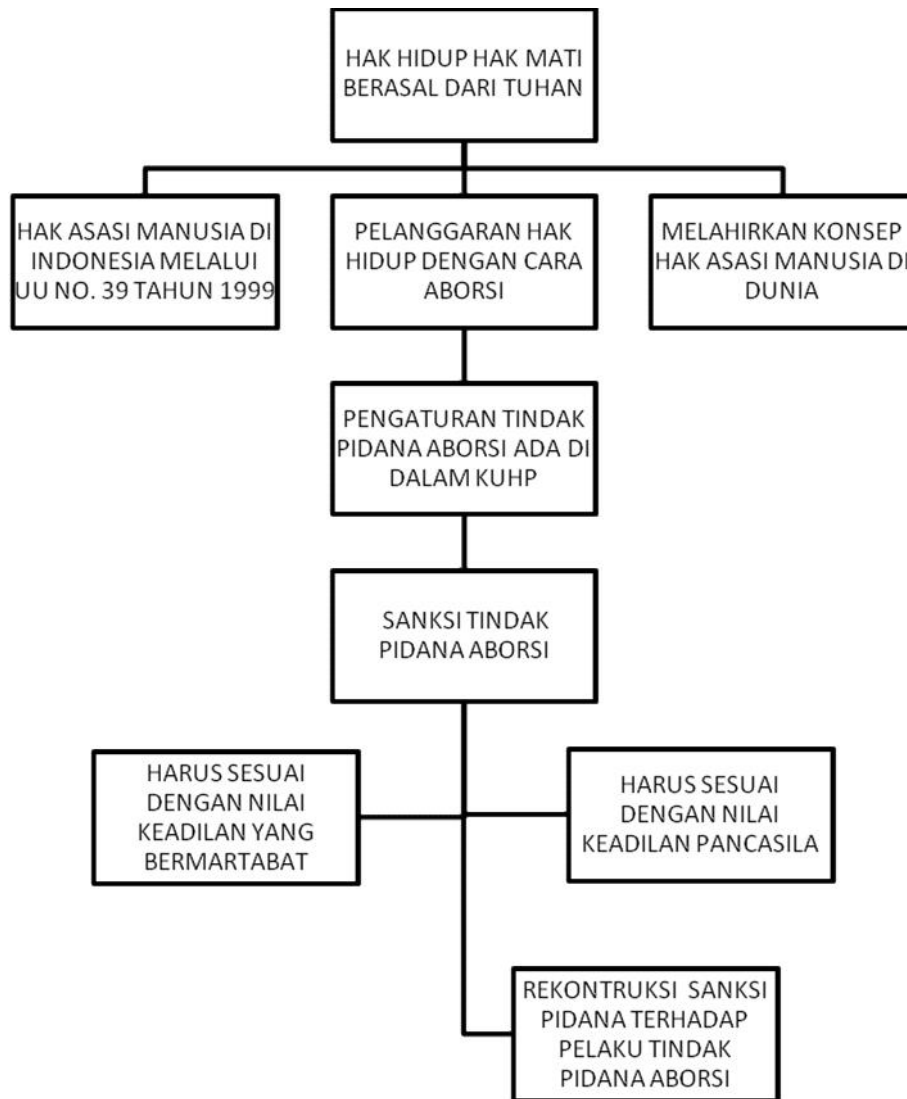 HAK HIDUP HAK MATI
BERASAL DARI TUHAN
HAK ASASI MANUSIA DI
INDONESIA MELALUI
UU NO. 39 TAHUN 1999
PELANGGARAN HAK
HIDUP DENGAN CARA
ABORSI
MELAHIRKAN KONSEP
HAK ASASI MANUSIA DI
DUNIA
PENGATURAN TINDAK
PIDANA ABORSI ADA DI
DALAM KUHP
SANKSI TINDAK
PIDANA ABORSI
HARUS SESUAI
DENGAN NILAI
KEADILAN YANG
BERMARTABAT
HARUS SESUAI
DENGAN NILAI
KEADILAN PANCASILA
REKONTRUKSI SANKSI
PIDANA TERHADAP
PELAKU TINDAK
PIDANA ABORSI